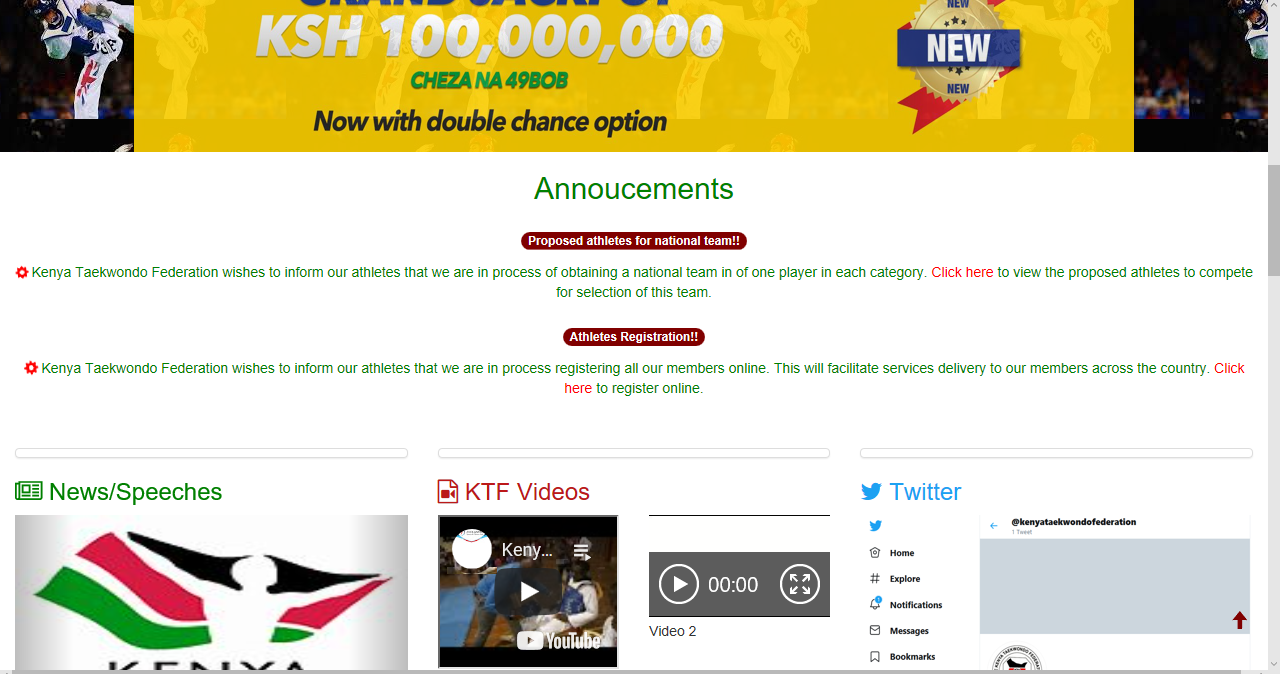 GRAND JACKPOT
KSH 100,000,000
CHEZA NA 49BOB
Now with double chance option
NEW
NEW
NEW
Annoucements
Proposed athletes for national team!!
Kenya Taekwondo Federation wishes to inform our athletes that we are in process of obtaining a national team in of one player in each category. Click here to view the proposed athletes to compete
for selection of this team.
Athletes Registration!!
Kenya Taekwondo Federation wishes to inform our athletes that we are in process registering all our members online. This will facilitate services delivery to our members across the country. Click
here to register online.
News/Speeches
KTF Videos
Twitter
KENYA
Keny...
YouTube
00:00
Video 2
@kenyataekwondofederation
1 Tweet
Home
Explore
Notifications
Messages
Bookmarks